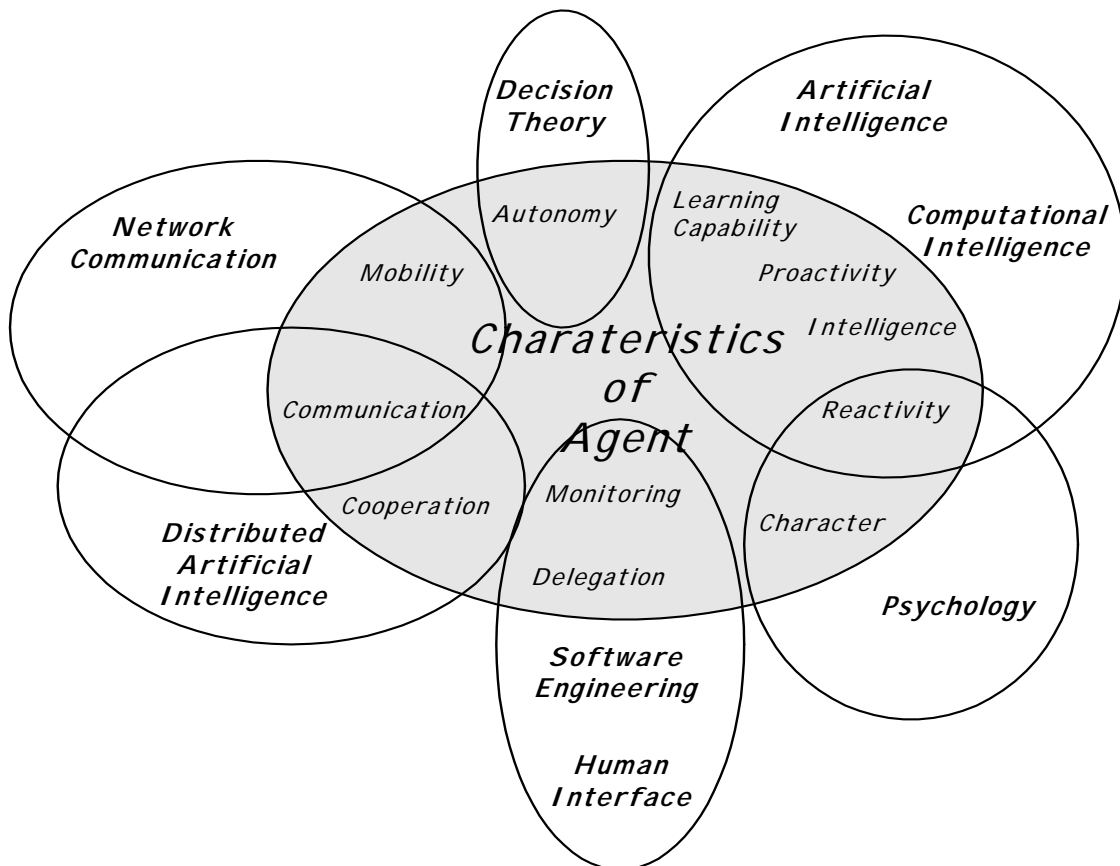 Decision
Theory
Artificial
Intelligence
Network
Communication
Autonomy
Learning
Capability
Computational
Intelligence
Mobility
Proactivity
Intelligence
Charateristics
of
Agent
Communication
Reactivity
Cooperation
Monitoring
Character
Distributed
Artificial
Intelligence
Delegation
Psychology
Software
Engineering
Human
Interface